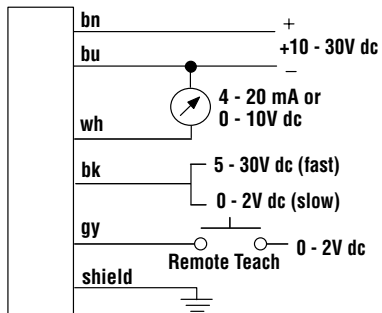 bn
+
+10 - 30V dc
bu
–
4 - 20 mA or
0 - 10V dc
wh
bk
5 - 30V dc (fast)
0 - 2V dc (slow)
gy
0 - 2V dc
Remote Teach
shield